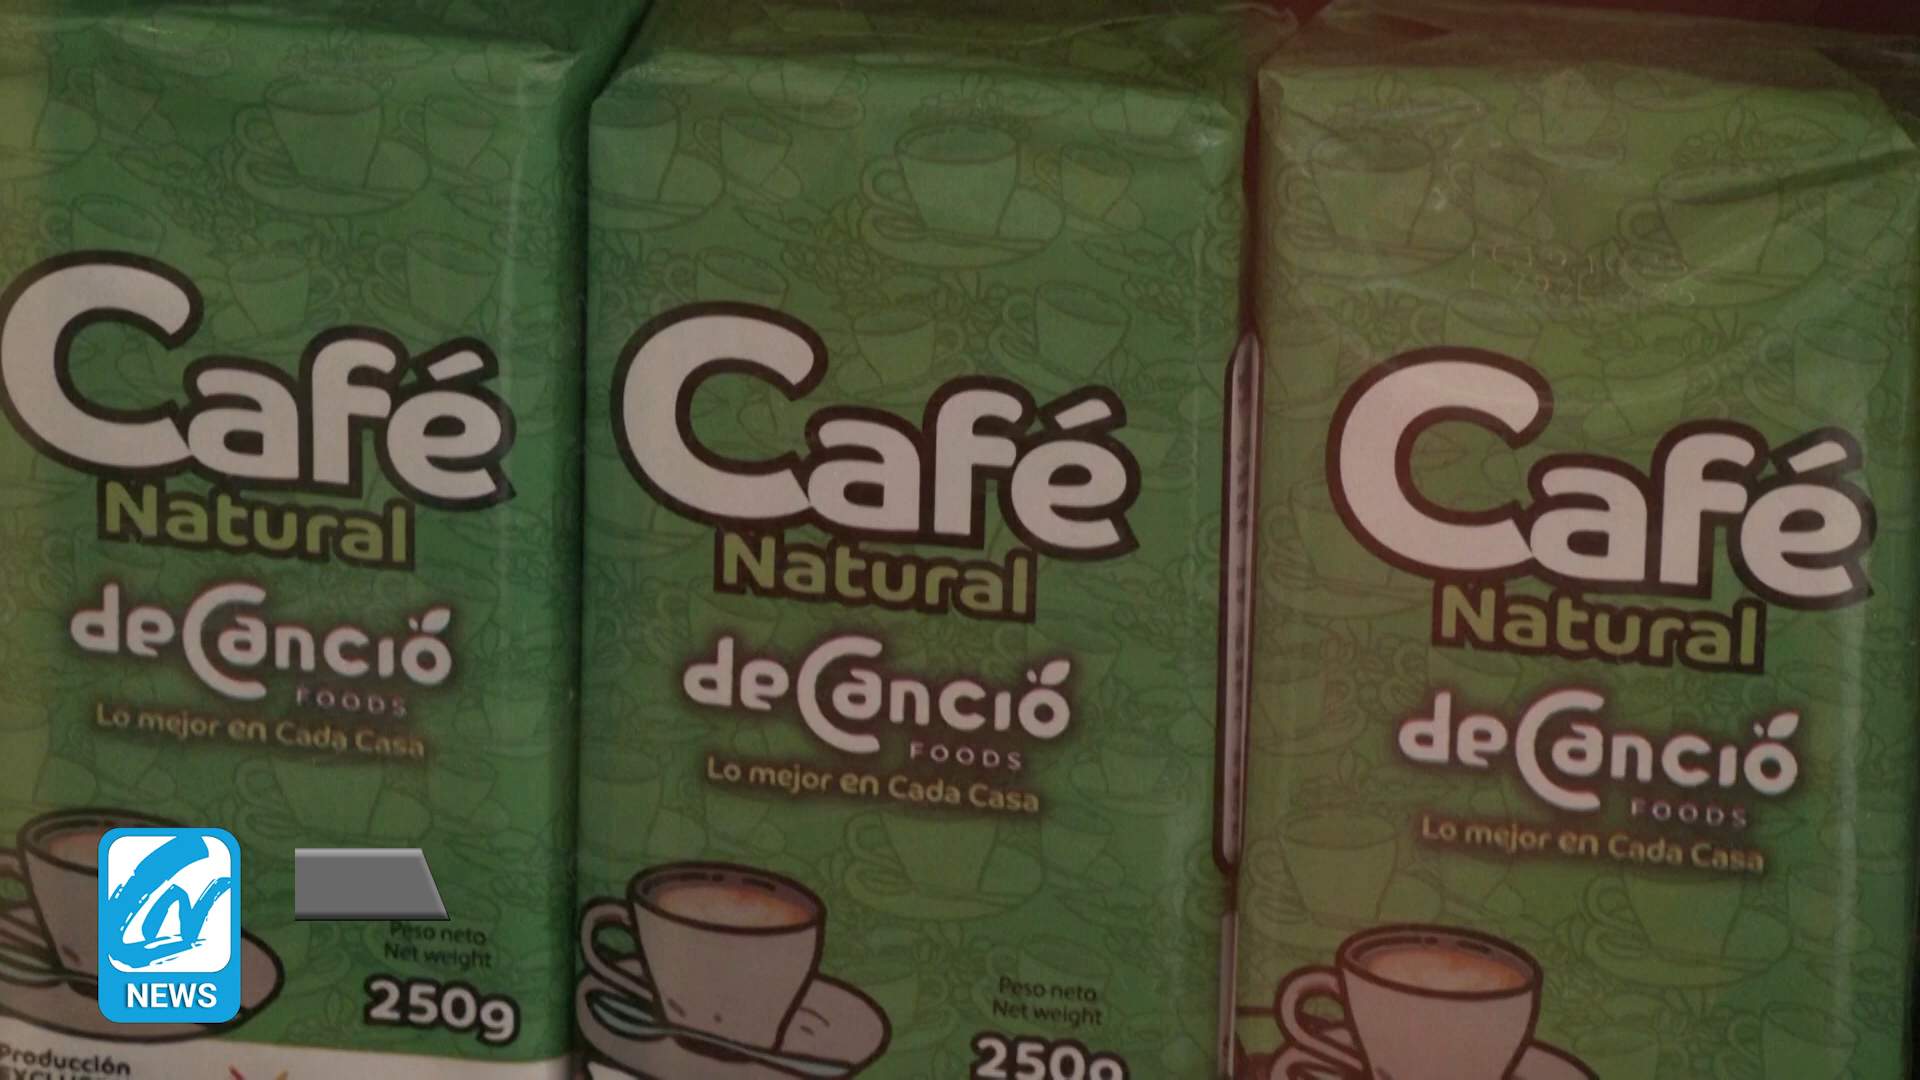 Café
Natural
deCanció
FOODS
Lo mejor en Cada Casa
Peso neto
Net weight
250g
Producción
Café
Natural
deCanció
FOODS
Lo mejor en Cada Casa
Peso neto
Net weight
250g
Café
Natural
deCanció
FOODS
Lo mejor en Cada Casa
CN
NEWS